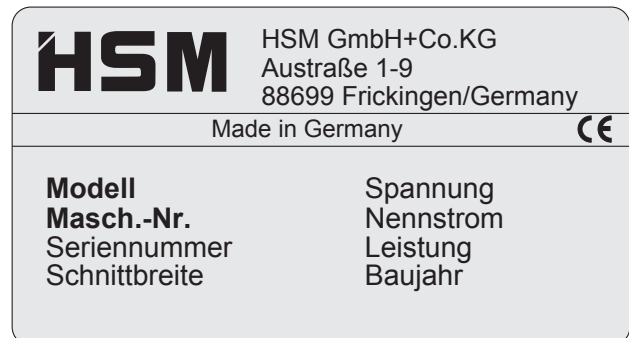 HSM
HSM GmbH+Co.KG
Austraße 1-9
88699 Frickingen/Germany
Made in Germany CE
Modell
Masch.-Nr.
Seriennummer
Schnittbreite
Spannung
Nennstrom
Leistung
Baujahr